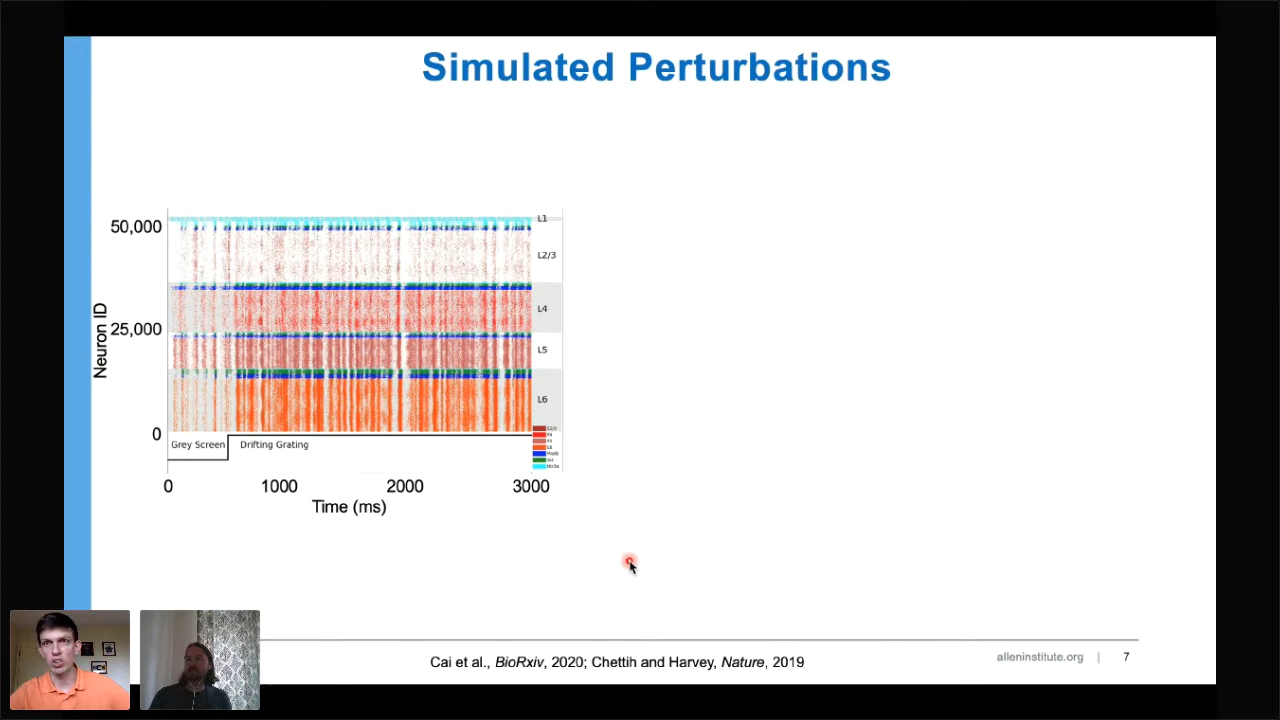 Simulated Perturbations
50,000
25,000
0
Neuron ID
L1
L2/3
L4
L5
L6
Grey Screen
Drifting Grating
0 1000 2000 3000
Time (ms)
Cai et al., BioRxiv, 2020; Chettih and Harvey, Nature, 2019
alleninstitute.org | 7